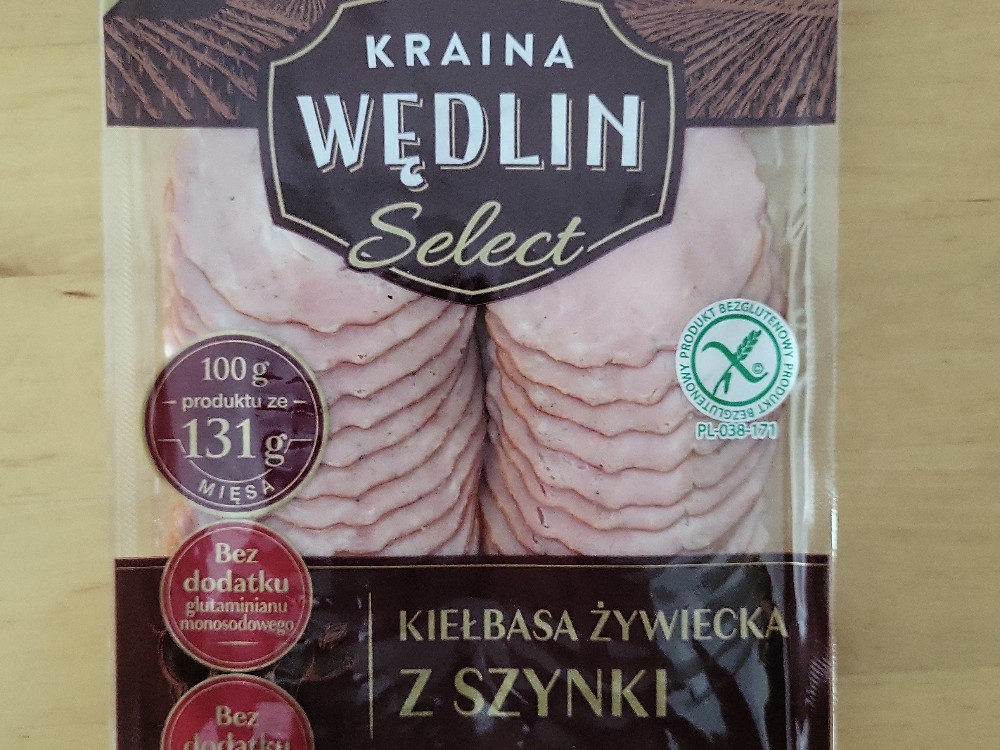 KRAINA
WĘDLIN
Select
PRODUKT BEZGLUTENOWY PRODUKT BEZGLUTENOWY
PL-038-171
100 g
produktu ze
131 g
MIĘSA
Bez
dodatku
glutaminianu
monosodowego
KIEŁBASA ŻYWIECKA
Z SZYNKI
Bez
dodatku